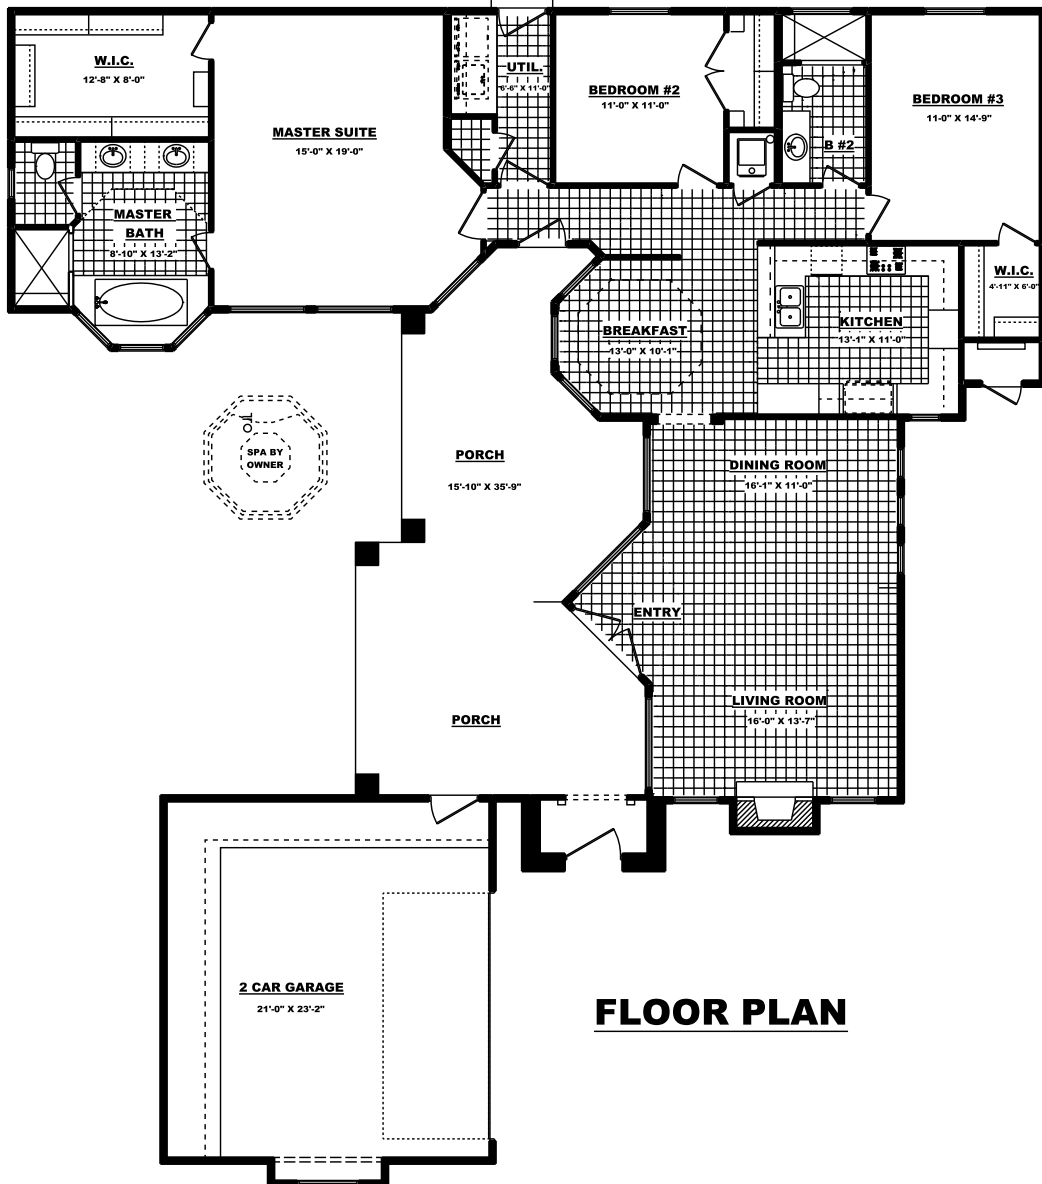 W.I.C.
12'-8" X 8'-0"
MASTER SUITE
15'-0" X 19'-0"
UTIL.
6'-6" X 11'-0"
BEDROOM #2
11'-0" X 11'-0"
B #2
BEDROOM #3
11-0" X 14'-9"
MASTER
BATH
8'-10" X 13'-2"
W.I.C.
4'-11" X 6'-0"
BREAKFAST
13'-0" X 10'-1"
KITCHEN
13'-1" X 11'-0"
SPA BY
OWNER
PORCH
15'-10" X 35'-9"
DINING ROOM
16'-1" X 11'-0"
ENTRY
LIVING ROOM
16'-0" X 13'-7"
PORCH
2 CAR GARAGE
21'-0" X 23'-2"
FLOOR PLAN